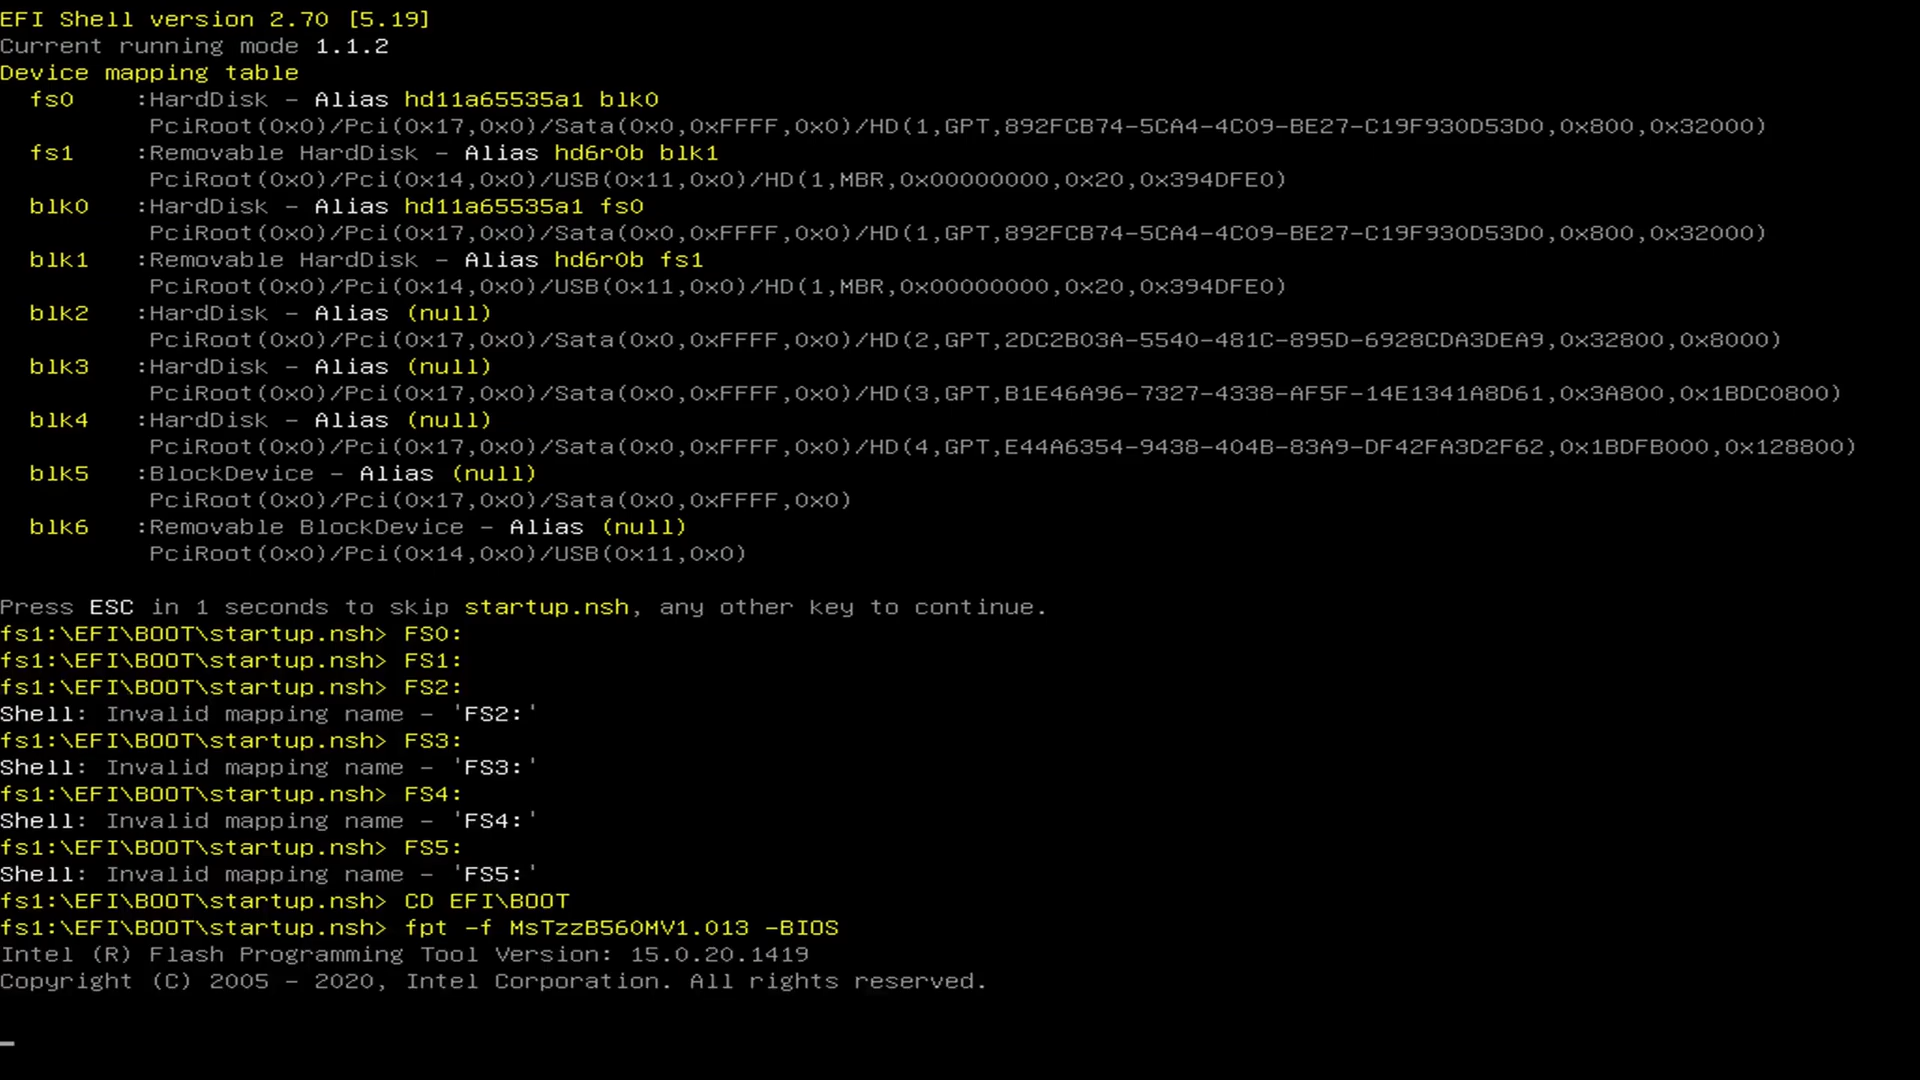 EFI Shell version 2.70 [5.19]
Current running mode 1.1.2
Device mapping table
fs0 :HardDisk - Alias hd11a65535a1 blk0
PciRoot(0x0)/Pci(0x17,0x0)/Sata(0x0,0xFFFF,0x0)/HD(1,GPT,892FCB74-5CA4-4C09-BE27-C19F930D53D0,0x800,0x32000)
fs1 :Removable HardDisk - Alias hd6r0b blk1
PciRoot(0x0)/Pci(0x14,0x0)/USB(0x11,0x0)/HD(1,MBR,0x00000000,0x20,0x394DFE0)
blk0 :HardDisk - Alias hd11a65535a1 fs0
PciRoot(0x0)/Pci(0x17,0x0)/Sata(0x0,0xFFFF,0x0)/HD(1,GPT,892FCB74-5CA4-4C09-BE27-C19F930D53D0,0x800,0x32000)
blk1 :Removable HardDisk - Alias hd6r0b fs1
PciRoot(0x0)/Pci(0x14,0x0)/USB(0x11,0x0)/HD(1,MBR,0x00000000,0x20,0x394DFE0)
blk2 :HardDisk - Alias (null)
PciRoot(0x0)/Pci(0x17,0x0)/Sata(0x0,0xFFFF,0x0)/HD(2,GPT,2DC2B03A-5540-481C-895D-6928CDA3DEA9,0x32800,0x8000)
blk3 :HardDisk - Alias (null)
PciRoot(0x0)/Pci(0x17,0x0)/Sata(0x0,0xFFFF,0x0)/HD(3,GPT,B1E46A96-7327-4338-AF5F-14E1341A8D61,0x3A800,0x1BDC0800)
blk4 :HardDisk - Alias (null)
PciRoot(0x0)/Pci(0x17,0x0)/Sata(0x0,0xFFFF,0x0)/HD(4,GPT,E44A6354-9438-404B-83A9-DF42FA3D2F62,0x1BDFB000,0x128800)
blk5 :BlockDevice - Alias (null)
PciRoot(0x0)/Pci(0x17,0x0)/Sata(0x0,0xFFFF,0x0)
blk6 :Removable BlockDevice - Alias (null)
PciRoot(0x0)/Pci(0x14,0x0)/USB(0x11,0x0)
Press ESC in 1 seconds to skip startup.nsh, any other key to continue.
fs1:\EFI\BOOT\startup.nsh> FS0:
fs1:\EFI\BOOT\startup.nsh> FS1:
fs1:\EFI\BOOT\startup.nsh> FS2:
Shell: Invalid mapping name - 'FS2:'
fs1:\EFI\BOOT\startup.nsh> FS3:
Shell: Invalid mapping name - 'FS3:'
fs1:\EFI\BOOT\startup.nsh> FS4:
Shell: Invalid mapping name - 'FS4:'
fs1:\EFI\BOOT\startup.nsh> FS5:
Shell: Invalid mapping name - 'FS5:'
fs1:\EFI\BOOT\startup.nsh> CD EFI\BOOT
fs1:\EFI\BOOT\startup.nsh> fpt -f MsTzzB560MV1.013 -BIOS
Intel (R) Flash Programming Tool Version: 15.0.20.1419
Copyright (C) 2005 - 2020, Intel Corporation. All rights reserved.